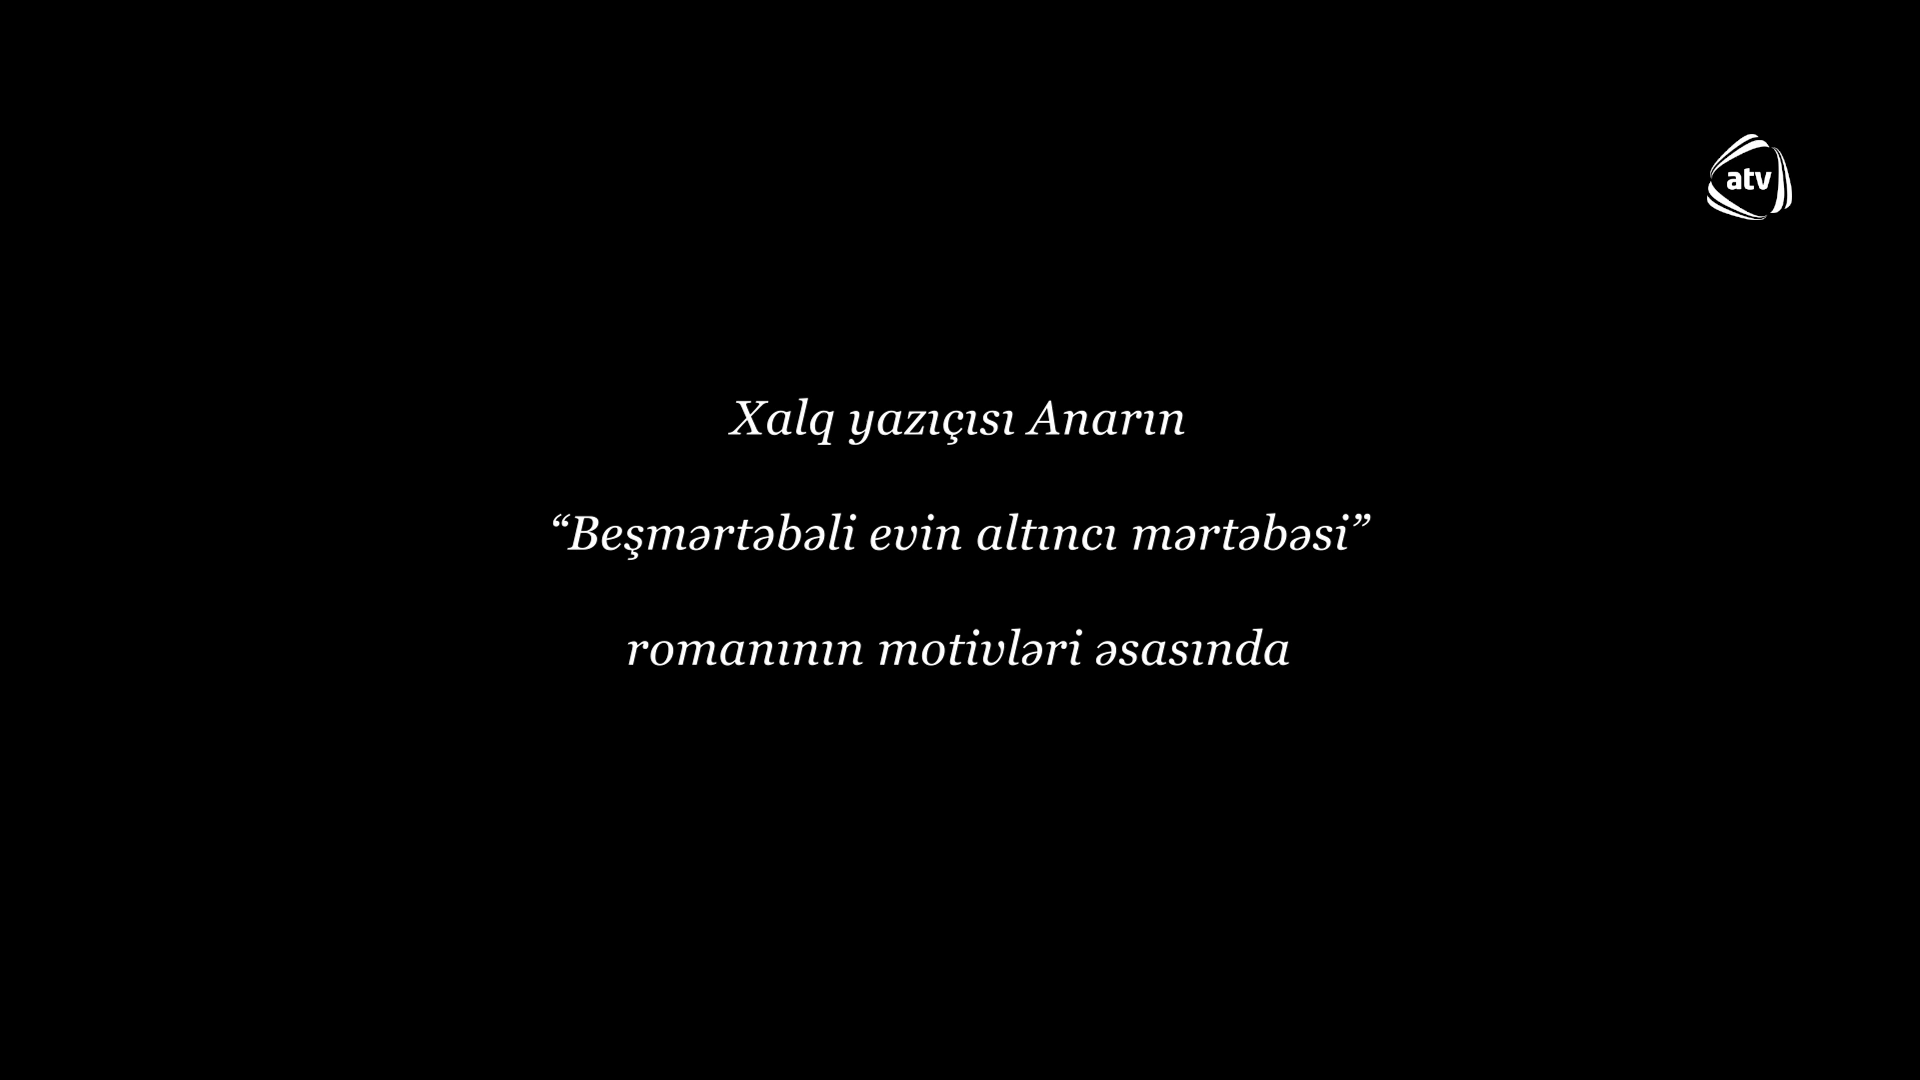 atv
Xalq yazıçısı Anarın
“Beşmərtəbəli evin altıncı mərtəbəsi”
romanının motivləri əsasında